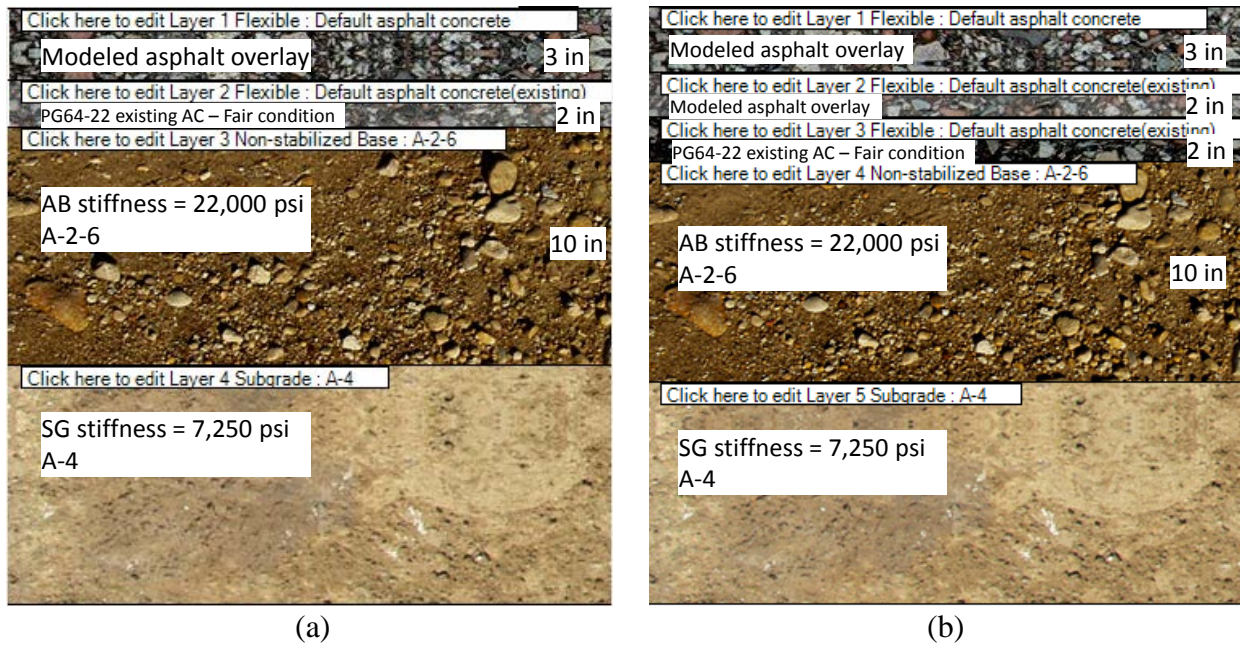 Click here to edit Layer 1 Flexible : Default asphalt concrete
Modeled asphalt overlay
3 in
Click here to edit Layer 2 Flexible : Default asphalt concrete(existing)
PG64-22 existing AC – Fair condition
2 in
Click here to edit Layer 3 Non-stabilized Base : A-2-6
AB stiffness = 22,000 psi
A-2-6
10 in
Click here to edit Layer 4 Subgrade : A-4
SG stiffness = 7,250 psi
A-4
(a)
Click here to edit Layer 1 Flexible : Default asphalt concrete
Modeled asphalt overlay
3 in
Click here to edit Layer 2 Flexible : Default asphalt concrete(existing)
Modeled asphalt overlay
2 in
Click here to edit Layer 3 Flexible : Default asphalt concrete(existing)
PG64-22 existing AC – Fair condition
2 in
Click here to edit Layer 4 Non-stabilized Base : A-2-6
AB stiffness = 22,000 psi
A-2-6
10 in
Click here to edit Layer 5 Subgrade : A-4
SG stiffness = 7,250 psi
A-4
(b)